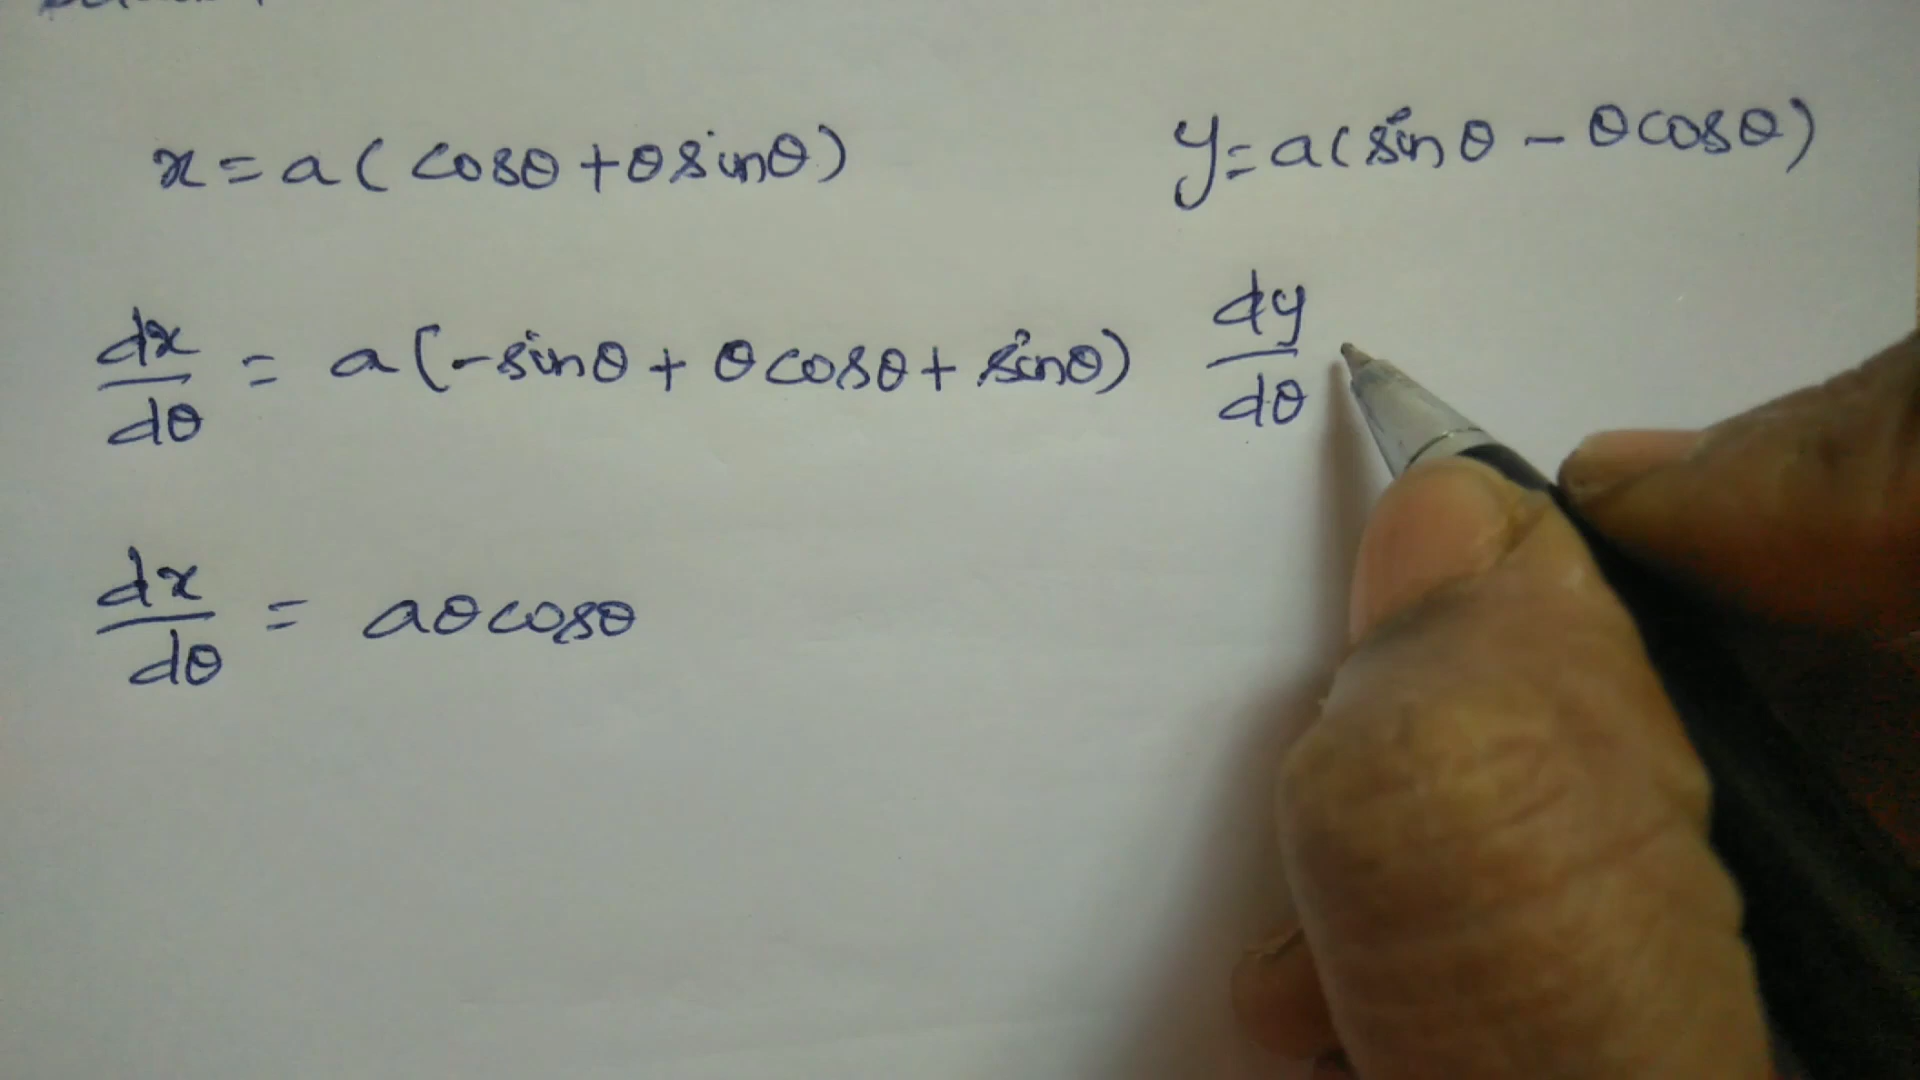 x = a(cosθ + θsinθ)
y = a(sinθ - θcosθ)
dx/dθ = a(-sinθ + θcosθ + sinθ)
dy/dθ
dx/dθ = aθcosθ